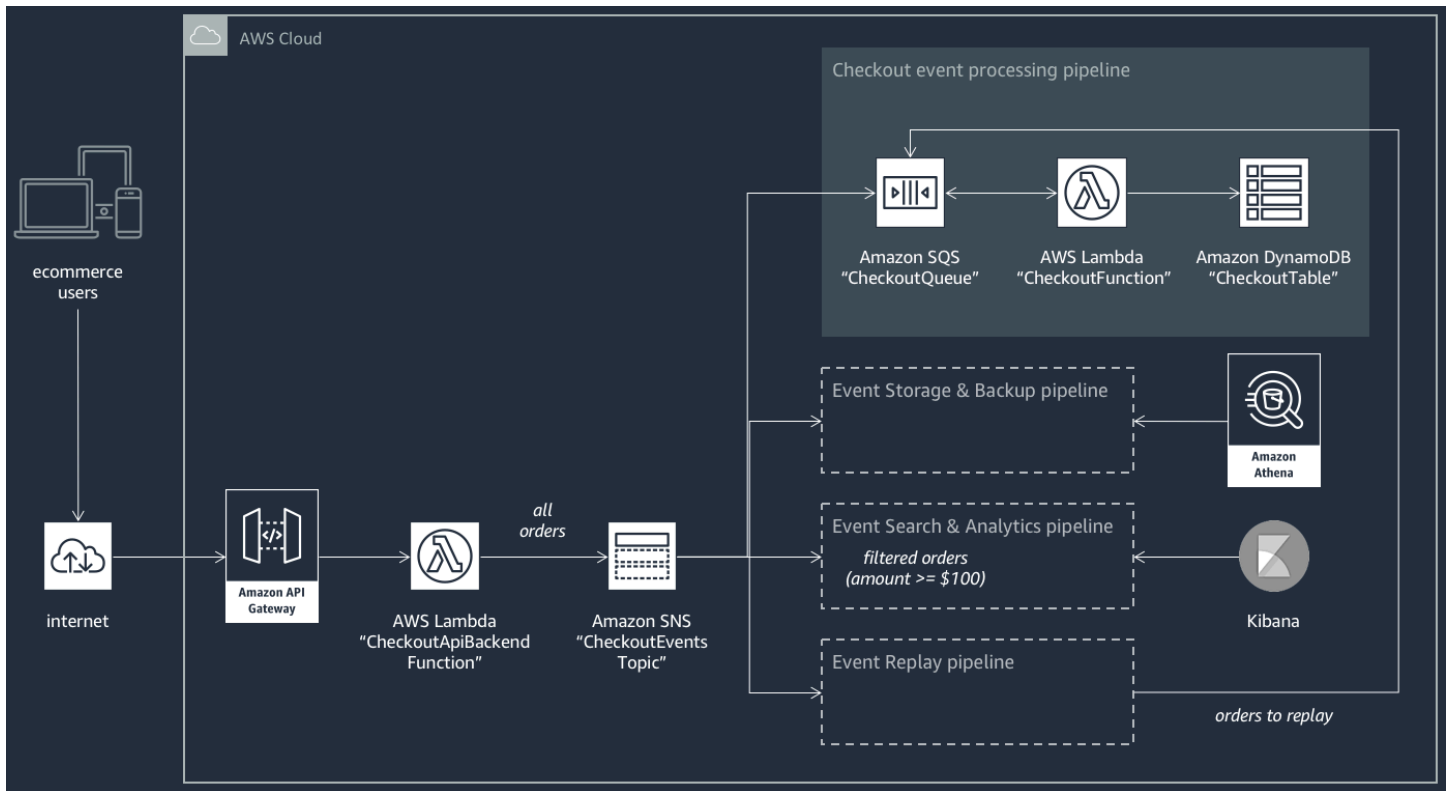 AWS Cloud
Checkout event processing pipeline
ecommerce
users
Amazon SQS
“CheckoutQueue”
AWS Lambda
“CheckoutFunction”
Amazon DynamoDB
“CheckoutTable”
Event Storage & Backup pipeline
Amazon
Athena
Event Search & Analytics pipeline
filtered orders
(amount >= $100)
Kibana
internet
Amazon API
Gateway
AWS Lambda
“CheckoutApiBackend
Function”
all
orders
Amazon SNS
“CheckoutEvents
Topic”
Event Replay pipeline
orders to replay